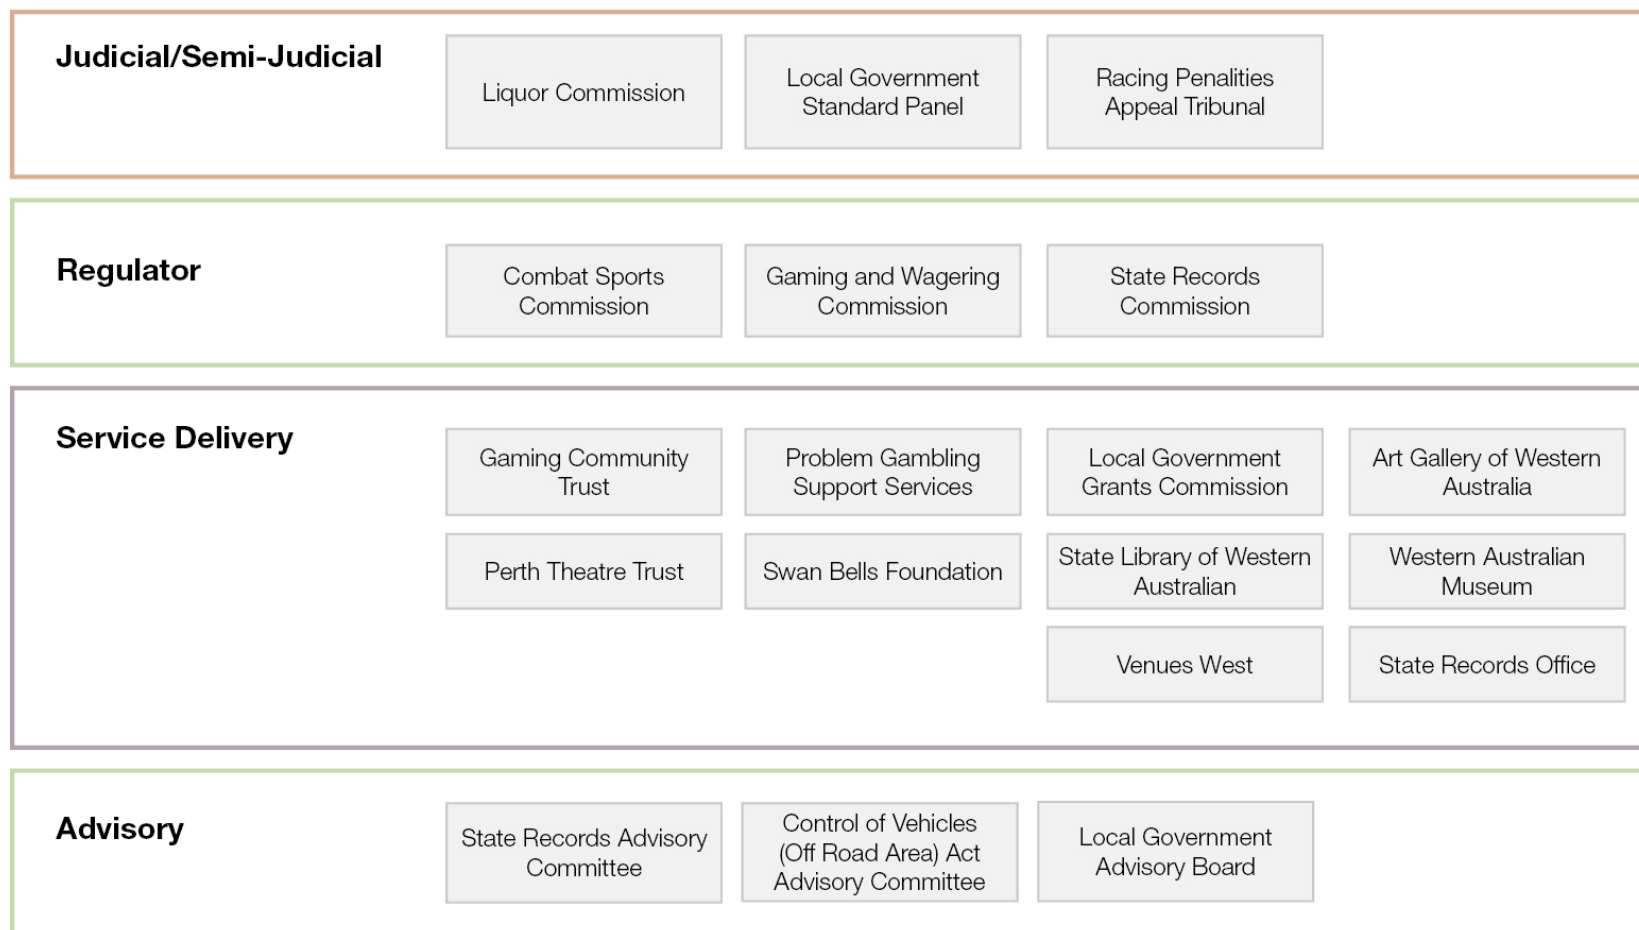 Judicial/Semi-Judicial
Liquor Commission
Local Government
Standard Panel
Racing Penalities
Appeal Tribunal
Regulator
Combat Sports
Commission
Gaming and Wagering
Commission
State Records
Commission
Service Delivery
Gaming Community
Trust
Problem Gambling
Support Services
Local Government
Grants Commission
Art Gallery of Western
Australia
Perth Theatre Trust
Swan Bells Foundation
State Library of Western
Australian
Western Australian
Museum
Venues West
State Records Office
Advisory
State Records Advisory
Committee
Control of Vehicles
(Off Road Area) Act
Advisory Committee
Local Government
Advisory Board